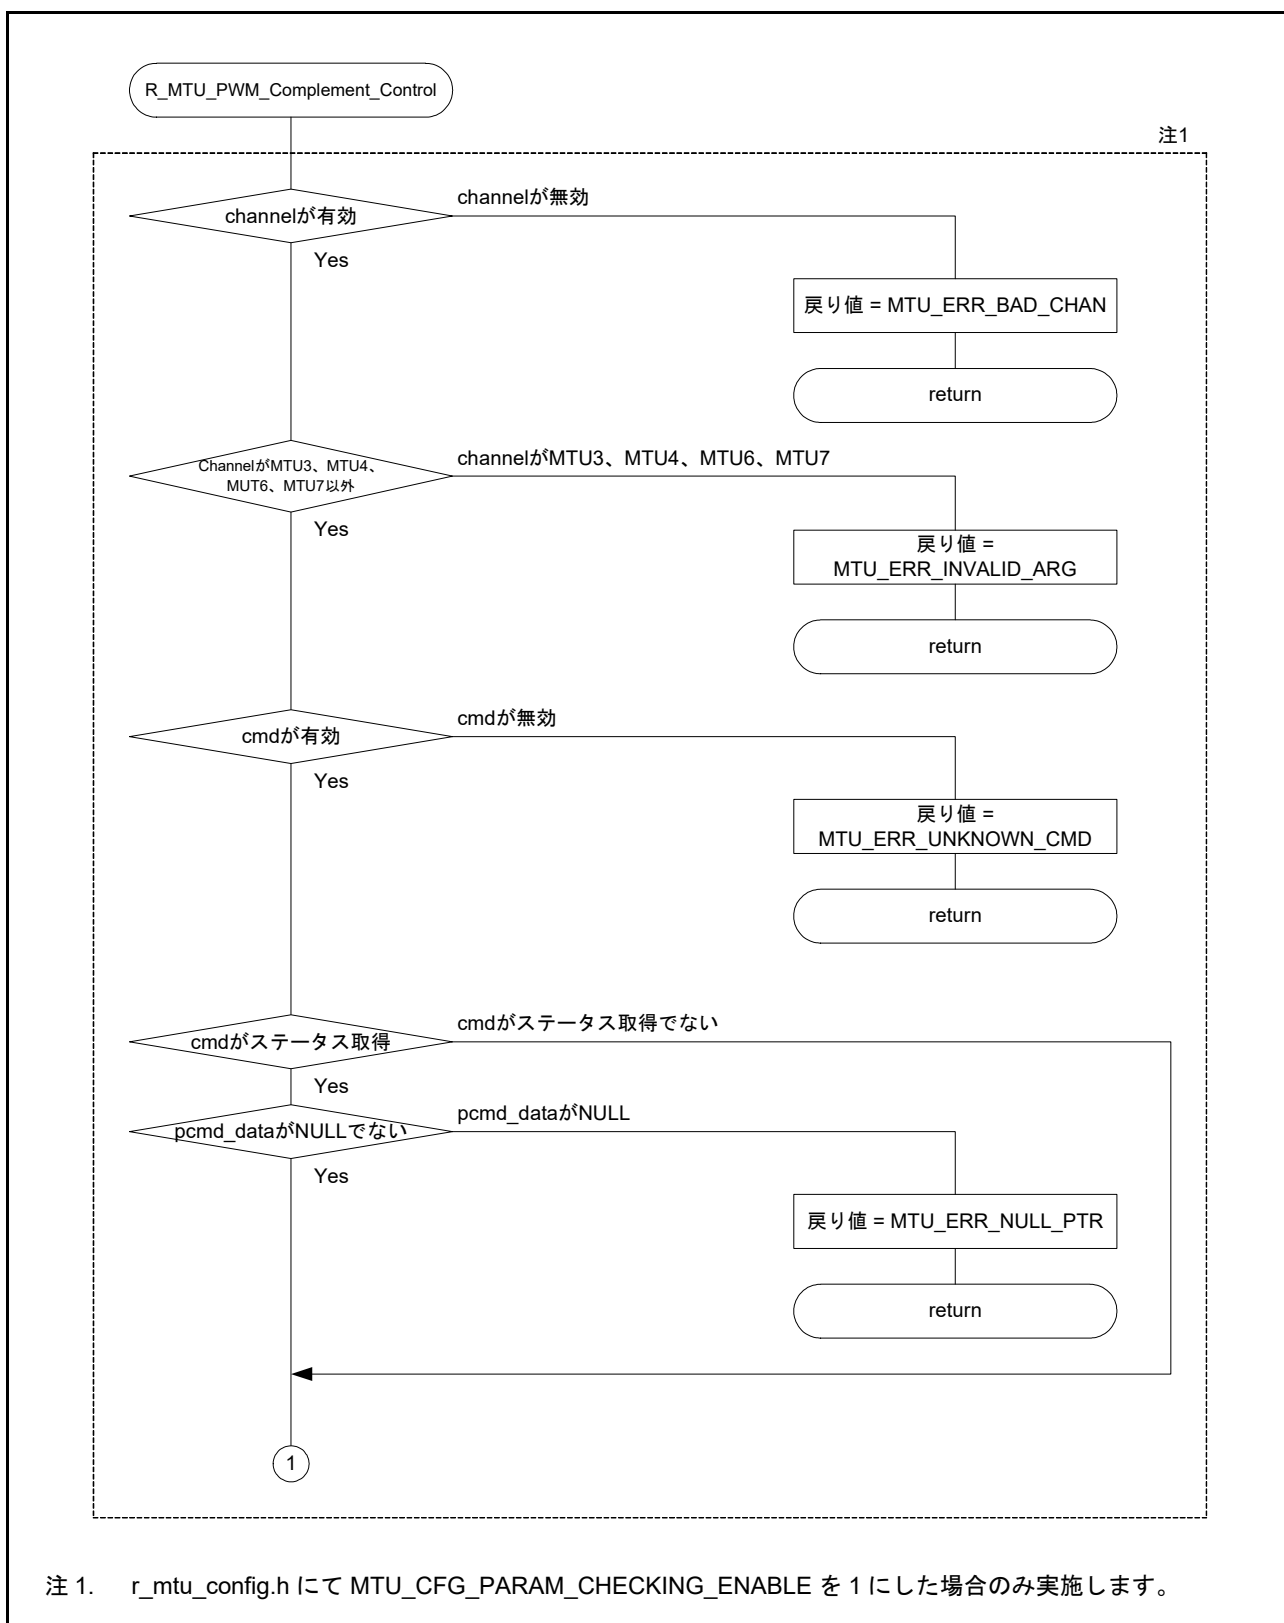 R_MTU_PWM_Complement_Control
注1
channelが有効
channelが無効
Yes
戻り値 = MTU_ERR_BAD_CHAN
return
ChannelがMTU3、MTU4、
MUT6、MTU7以外
channelがMTU3、MTU4、MTU6、MTU7
Yes
戻り値 =
MTU_ERR_INVALID_ARG
return
cmdが有効
cmdが無効
Yes
戻り値 =
MTU_ERR_UNKNOWN_CMD
return
cmdがステータス取得
cmdがステータス取得でない
Yes
pcmd_dataがNULLでない
pcmd_dataがNULL
Yes
戻り値 = MTU_ERR_NULL_PTR
return
1
注 1. r_mtu_config.h にて MTU_CFG_PARAM_CHECKING_ENABLE を 1 にした場合のみ実施します。